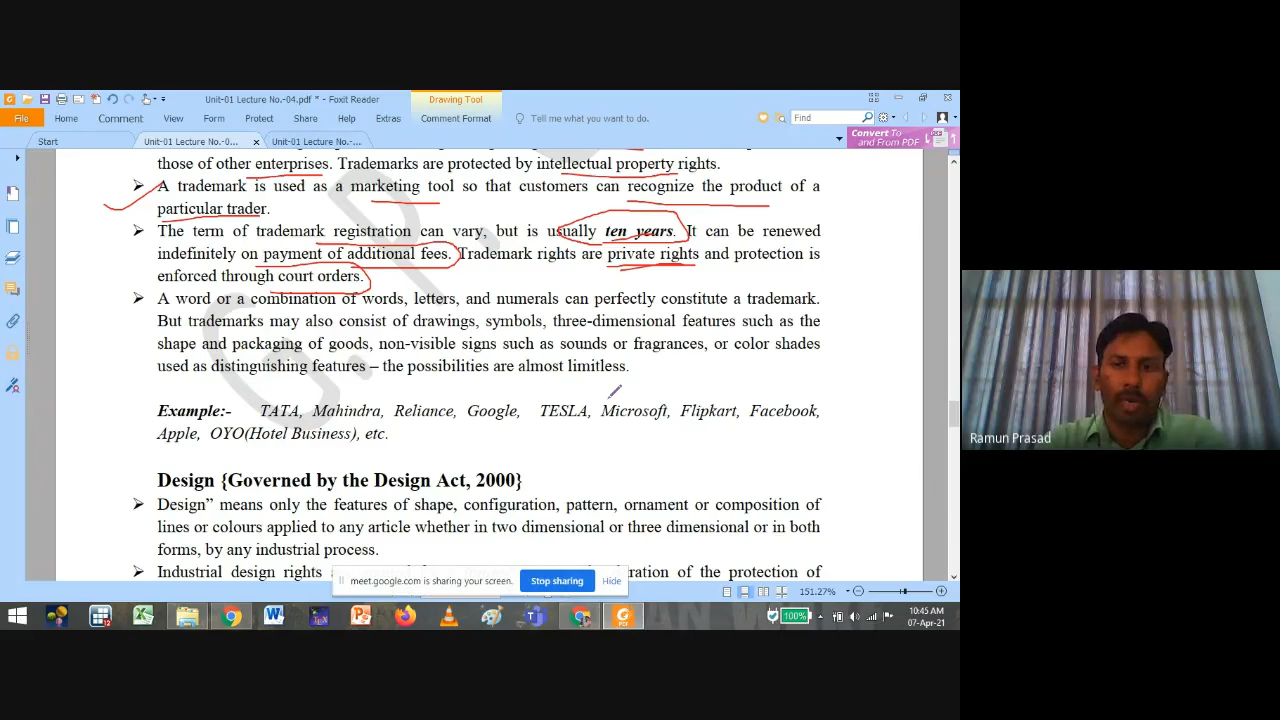 Unit-01 Lecture No.-04.pdf * - Foxit Reader
Drawing Tool
File Home Comment View Form Protect Share Help Extras Comment Format Tell me what you want to do. Find
Start Unit-01 Lecture No.-0... Unit-01 Lecture No.-...
Convert To
and From PDF
those of other enterprises. Trademarks are protected by intellectual property rights.
➢ A trademark is used as a marketing tool so that customers can recognize the product of a
particular trader.
➢ The term of trademark registration can vary, but is usually ten years. It can be renewed
indefinitely on payment of additional fees. Trademark rights are private rights and protection is
enforced through court orders.
➢ A word or a combination of words, letters, and numerals can perfectly constitute a trademark.
But trademarks may also consist of drawings, symbols, three-dimensional features such as the
shape and packaging of goods, non-visible signs such as sounds or fragrances, or color shades
used as distinguishing features – the possibilities are almost limitless.
Example:- TATA, Mahindra, Reliance, Google, TESLA, Microsoft, Flipkart, Facebook,
Apple, OYO(Hotel Business), etc.
Design {Governed by the Design Act, 2000}
➢ Design” means only the features of shape, configuration, pattern, ornament or composition of
lines or colours applied to any article whether in two dimensional or three dimensional or in both
forms, by any industrial process.
➢ Industrial design rights of the protection of
meet.google.com is sharing your screen. Stop sharing Hide
151.27%
100%
10:45 AM
07-Apr-21
Ramun Prasad